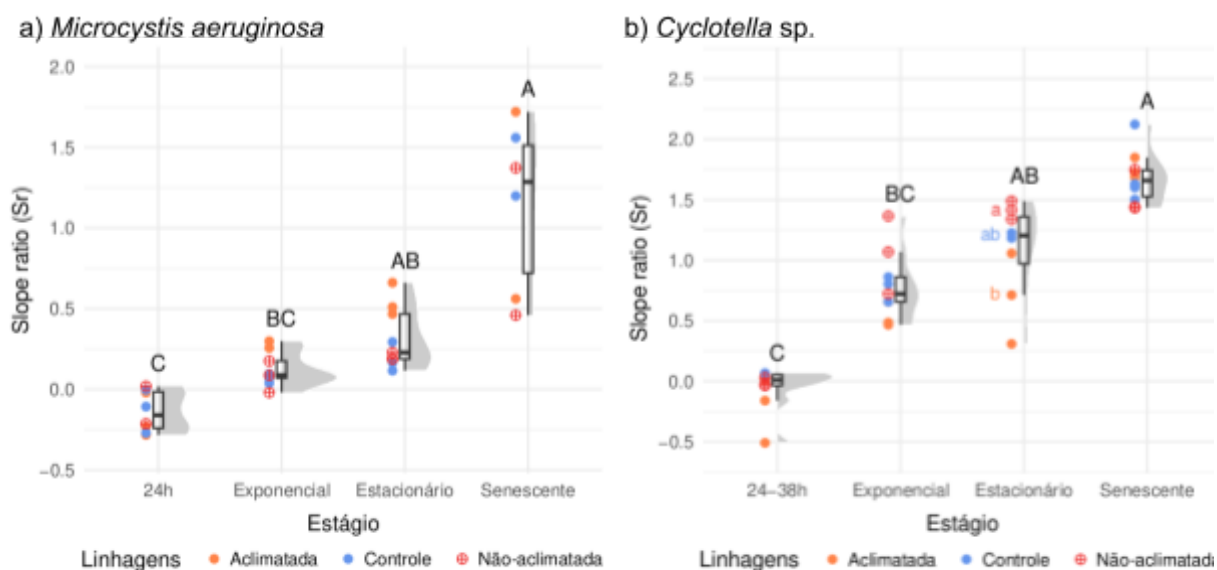 a) Microcystis aeruginosa
b) Cyclotella sp.
Slope ratio (Sr)
2.0
1.5
1.0
0.5
0.0
−0.5
C
BC
AB
A
24h
Exponencial
Estacionário
Senescente
Estágio
Linhagens
Aclimatada
Controle
Não-aclimatada
Slope ratio (Sr)
2.5
2.0
1.5
1.0
0.5
0.0
−0.5
C
BC
AB
A
a
ab
b
24−38h
Exponencial
Estacionário
Senescente
Estágio
Linhagens
Aclimatada
Controle
Não-aclimatada